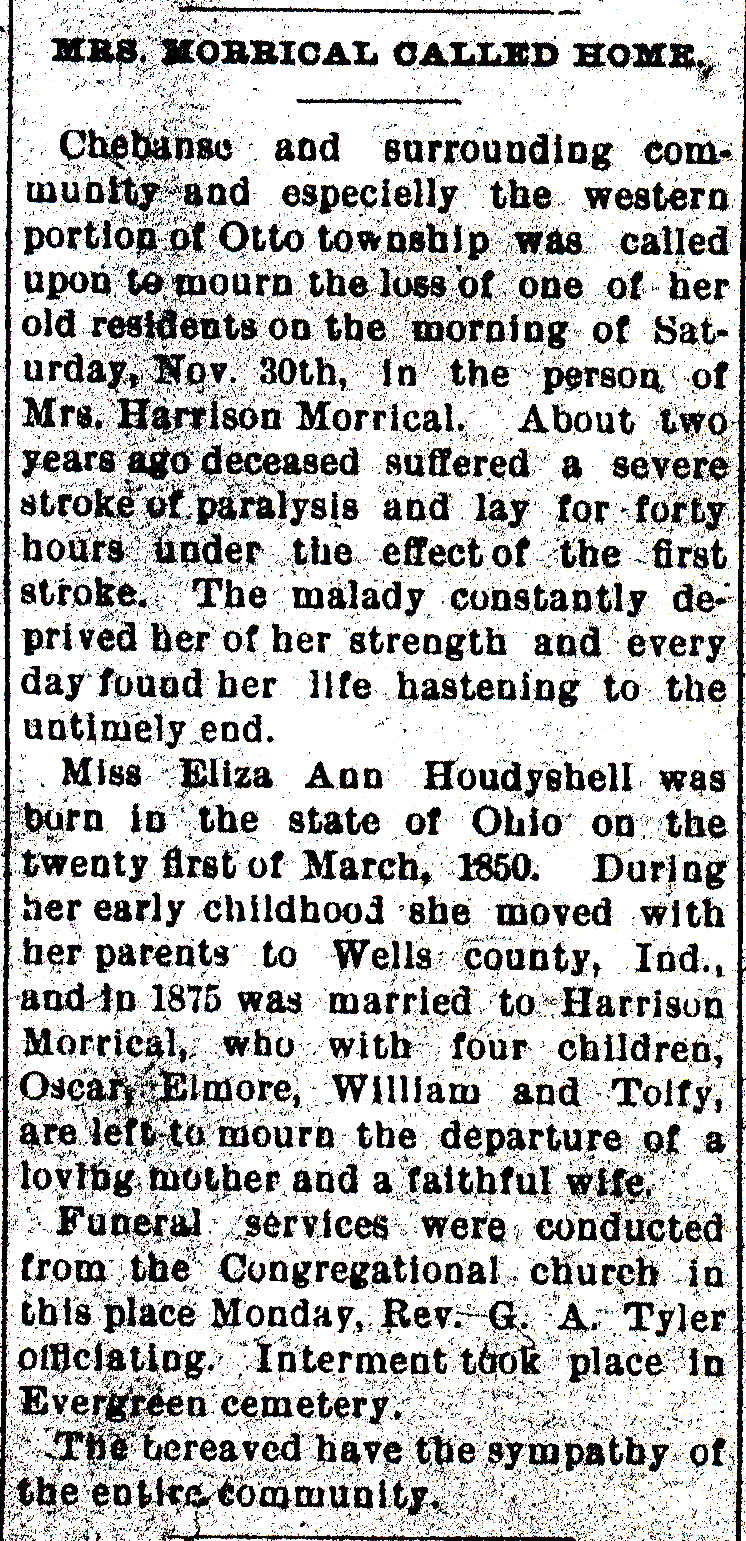 MRS. MORRICAL CALLED HOME.
Chebanse and surrounding com-
munity and especielly the western
portion of Otto township was called
upon to mourn the loss of one of her
old residents on the morning of Sat-
urday, Nov. 30th, in the person of
Mrs. Harrison Morrical. About two
years ago deceased suffered a severe
stroke of paralysis and lay for forty
hours under the effect of the first
stroke. The malady constantly de-
prived her of her strength and every
day found her life hastening to the
untimely end.
Miss Eliza Ann Houdyshell was
born in the state of Ohio on the
twenty first of March, 1850. During
her early childhood she moved with
her parents to Wells county, Ind.,
and in 1875 was married to Harrison
Morrical, who with four children,
Oscar, Elmore, William and Tolfy,
are left to mourn the departure of a
loving mother and a faithful wife.
Funeral services were conducted
from the Congregational church in
this place Monday, Rev. G. A. Tyler
officiating. Interment took place in
Evergreen cemetery.
The bereaved have the sympathy of
the entire community.